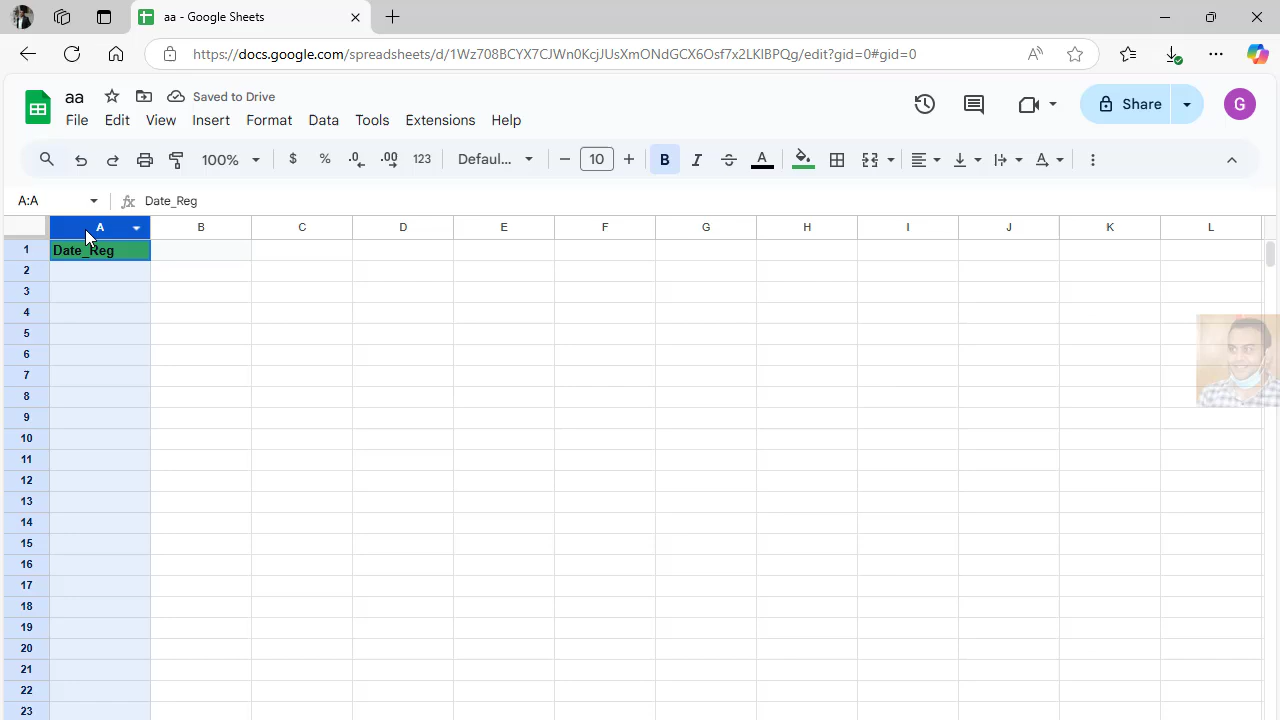 aa - Google Sheets
https://docs.google.com/spreadsheets/d/1Wz708BCYX7CJWn0KcjJUsXmONdGCX6Osf7x2LKlBPQg/edit?gid=0#gid=0
aa
Saved to Drive
File Edit View Insert Format Data Tools Extensions Help
Share
G
100% $ % .0 .00 123 Defaul... 10 B I A
A:A
fx Date_Reg
A B C D E F G H I J K L
1 Date_Reg
2
3
4
5
6
7
8
9
10
11
12
13
14
15
16
17
18
19
20
21
22
23